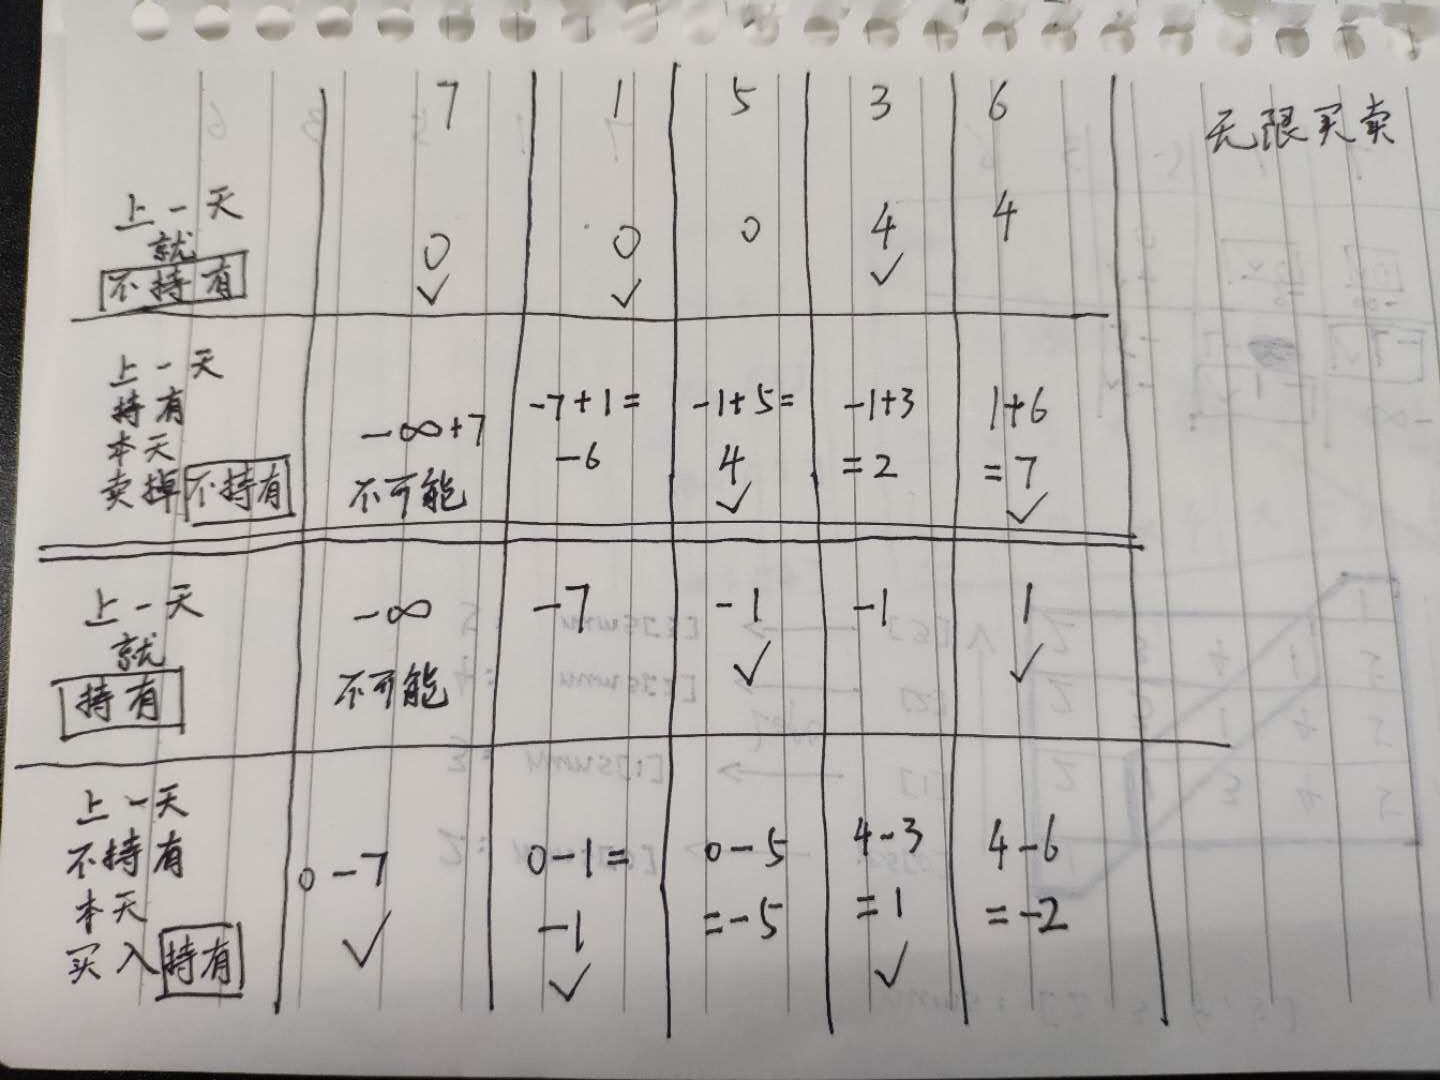 7 1 5 3 6
无限买卖
上一天
就
不持有
0 0 0 4 4
✓ ✓ ✓
上一天
持有
本天
卖掉不持有
-∞+7
不可能
-7+1=
-6
-1+5=
4
✓
-1+3
=2
1+6
=7
✓
上一天
就
持有
-∞
不可能
-7
-1
✓
-1
1
✓
上一天
不持有
本天
买入持有
0-7
✓
0-1=
-1
✓
0-5
=-5
4-3
=1
✓
4-6
=-2